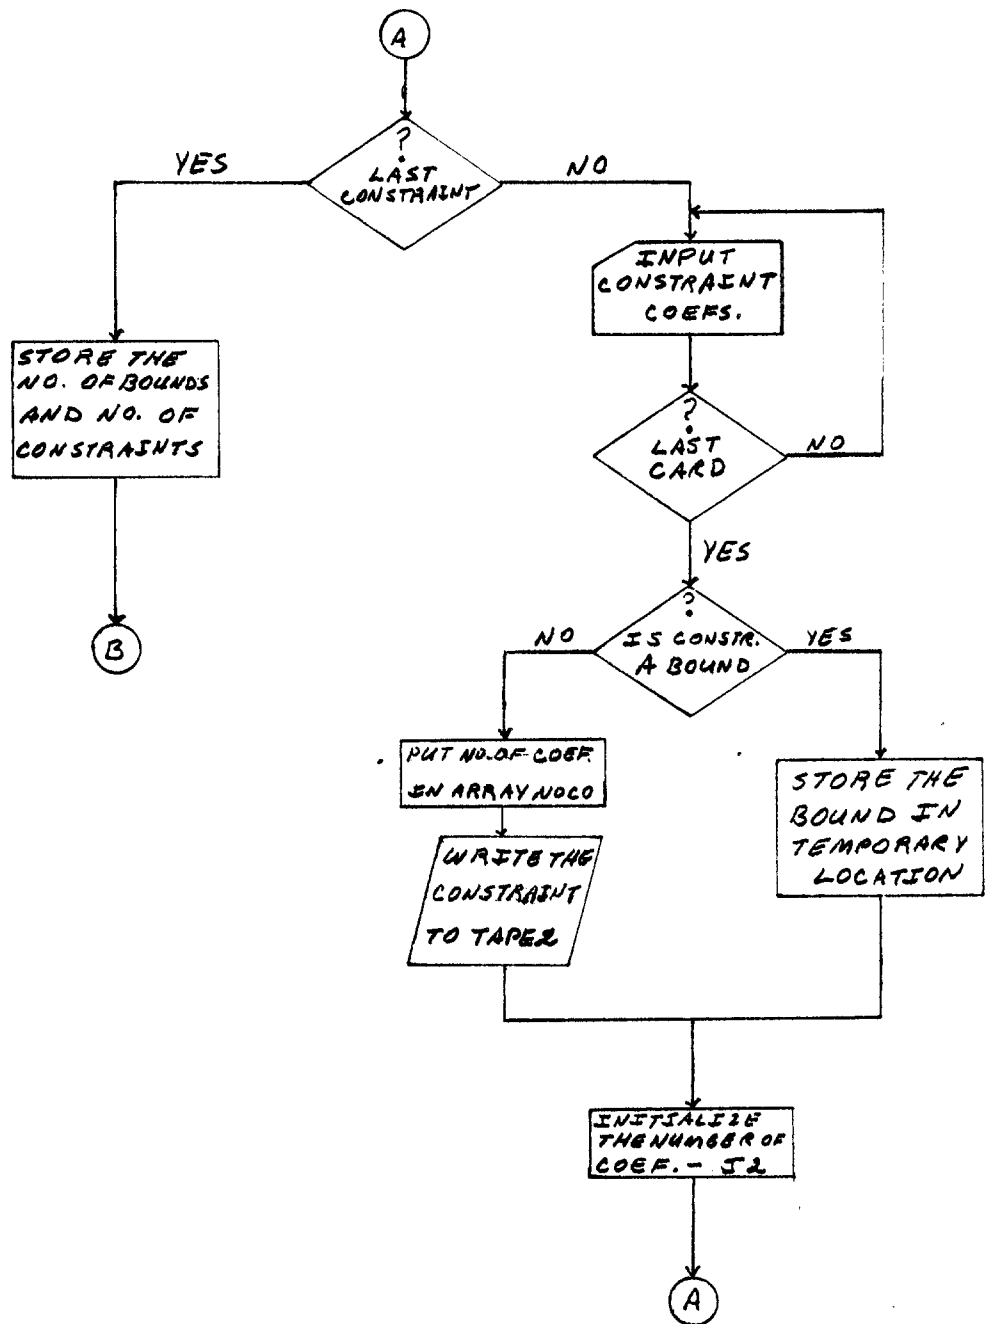 A
?
LAST
CONSTRAINT
YES
NO
INPUT
CONSTRAINT
COEFS.
STORE THE
NO. OF BOUNDS
AND NO. OF
CONSTRAINTS
?
LAST
CARD
NO
YES
B
?
IS CONSTR.
A BOUND
NO
YES
PUT NO. OF COEF.
IN ARRAY NOCO
STORE THE
BOUND IN
TEMPORARY
LOCATION
WRITE THE
CONSTRAINT
TO TAPE2
INITIALIZE
THE NUMBER OF
COEF. - J2
A